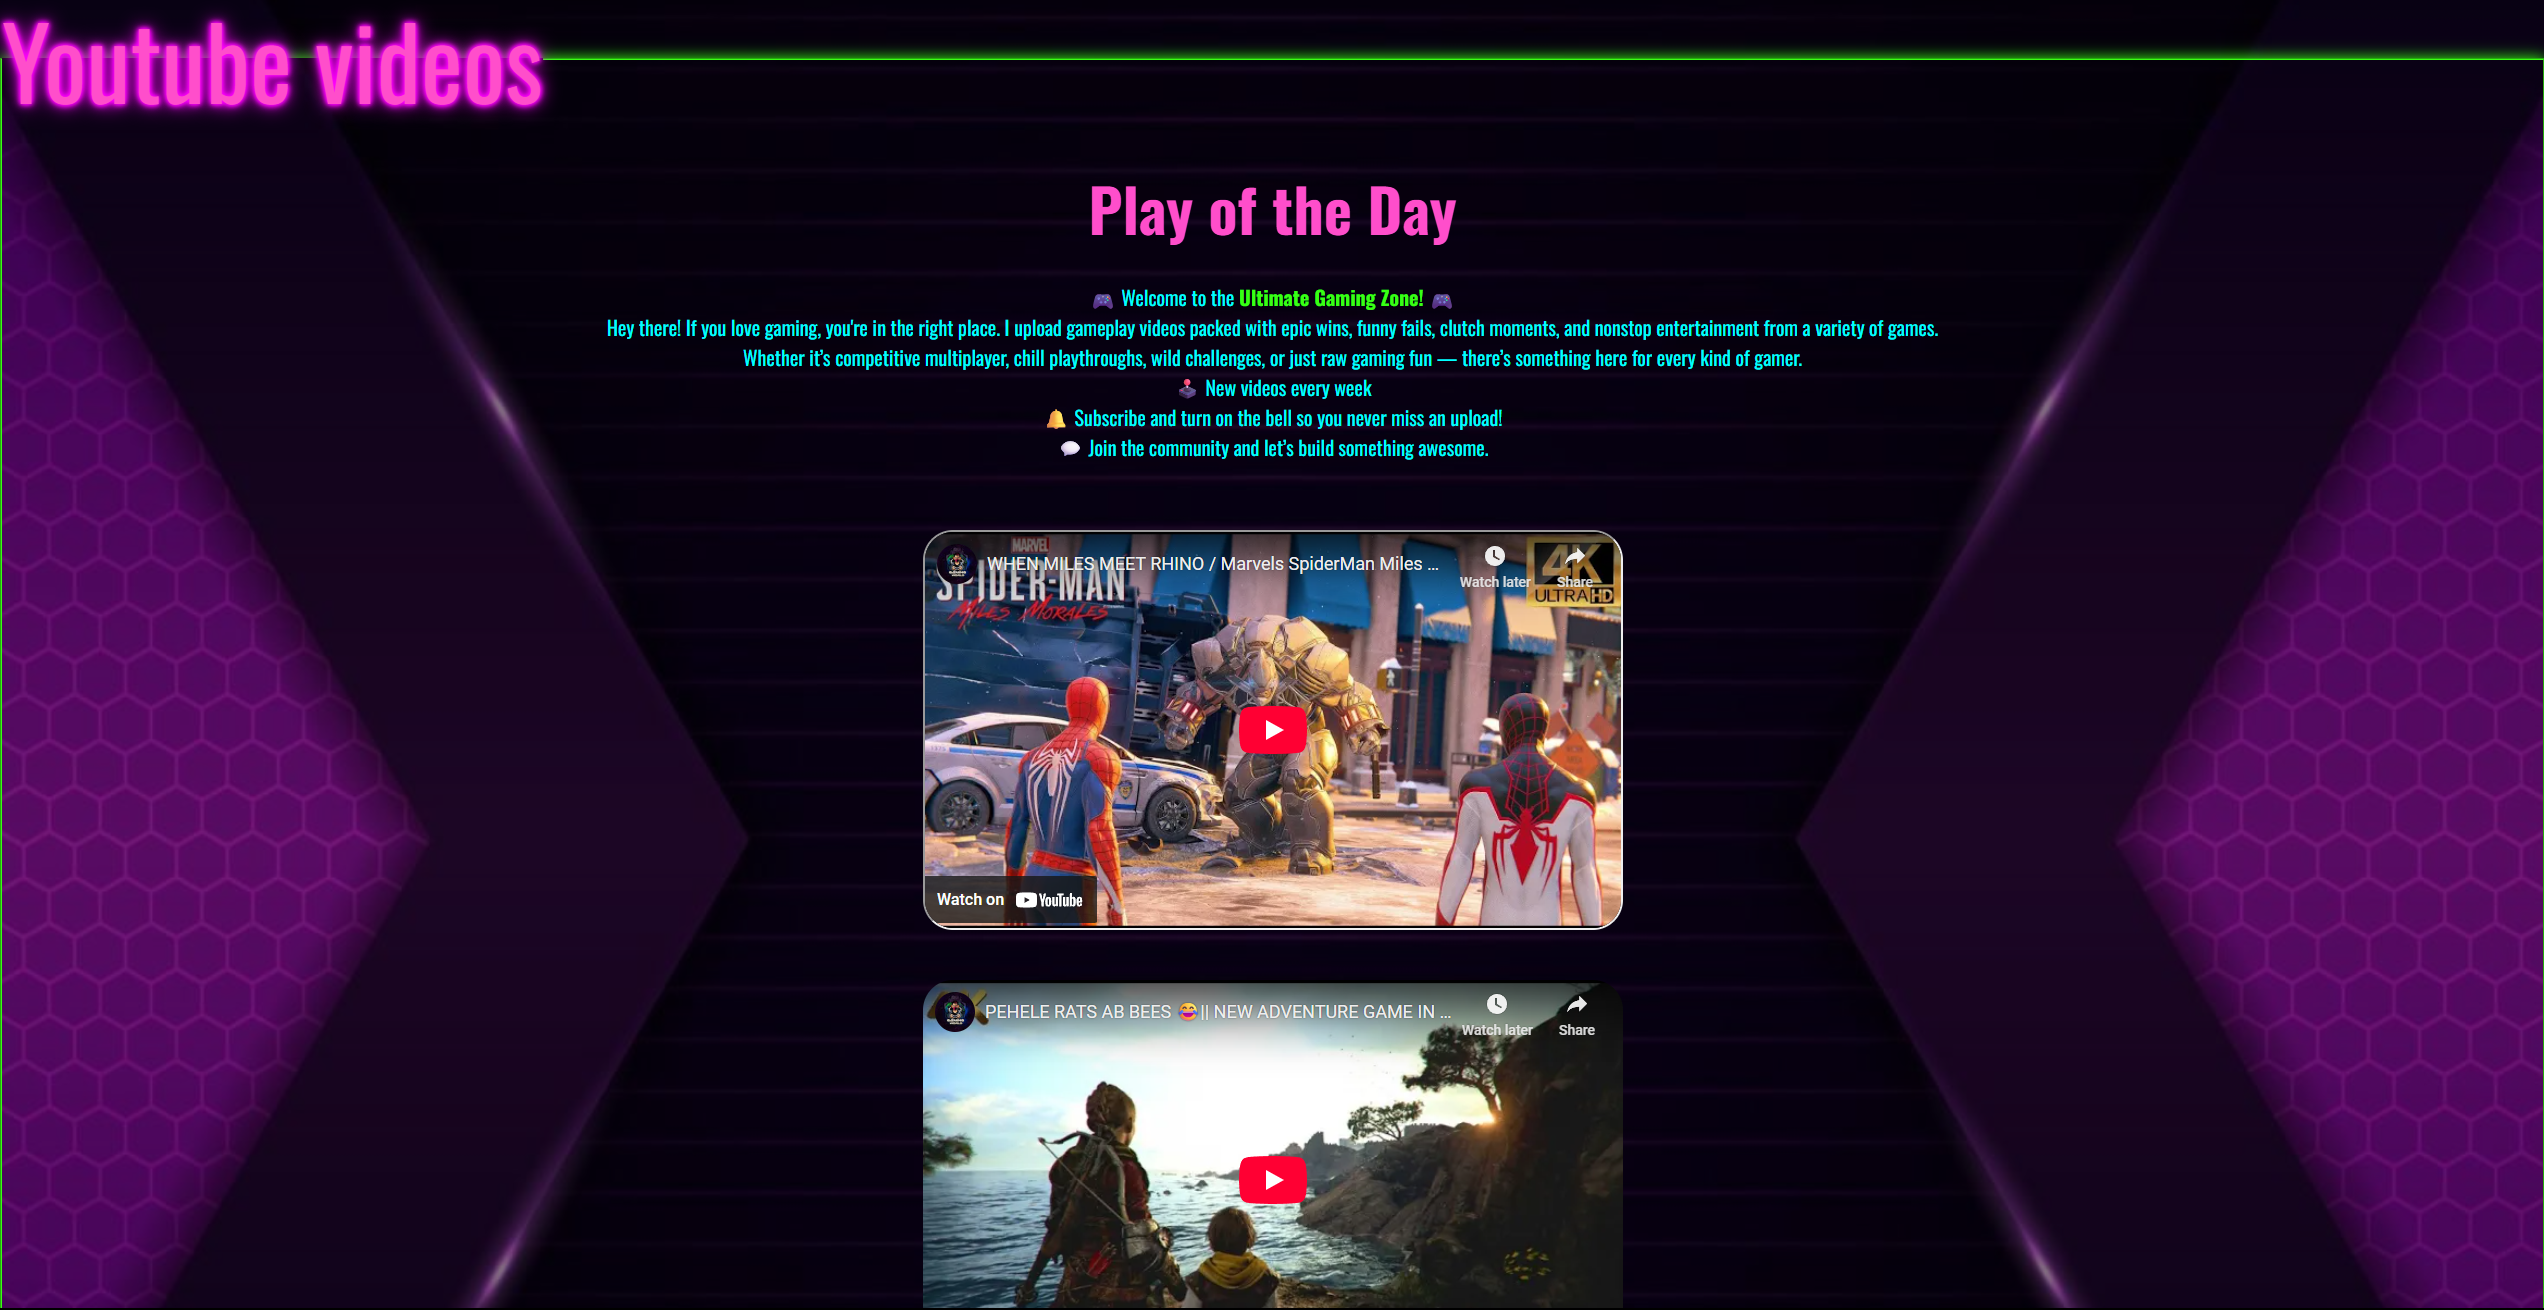 Youtube videos
Play of the Day
🎮 Welcome to the Ultimate Gaming Zone! 🎮
Hey there! If you love gaming, you're in the right place. I upload gameplay videos packed with epic wins, funny fails, clutch moments, and nonstop entertainment from a variety of games.
Whether it’s competitive multiplayer, chill playthroughs, wild challenges, or just raw gaming fun — there’s something here for every kind of gamer.
🕹️ New videos every week
🔔 Subscribe and turn on the bell so you never miss an upload!
💬 Join the community and let’s build something awesome.
WHEN MILES MEET RHINO / Marvels SpiderMan Miles ...
Watch later
Share
MARVEL
SPIDER-MAN
MILES MORALES
4K
ULTRA HD
Watch on YouTube
PEHELE RATS AB BEES 😂|| NEW ADVENTURE GAME IN ...
Watch later
Share